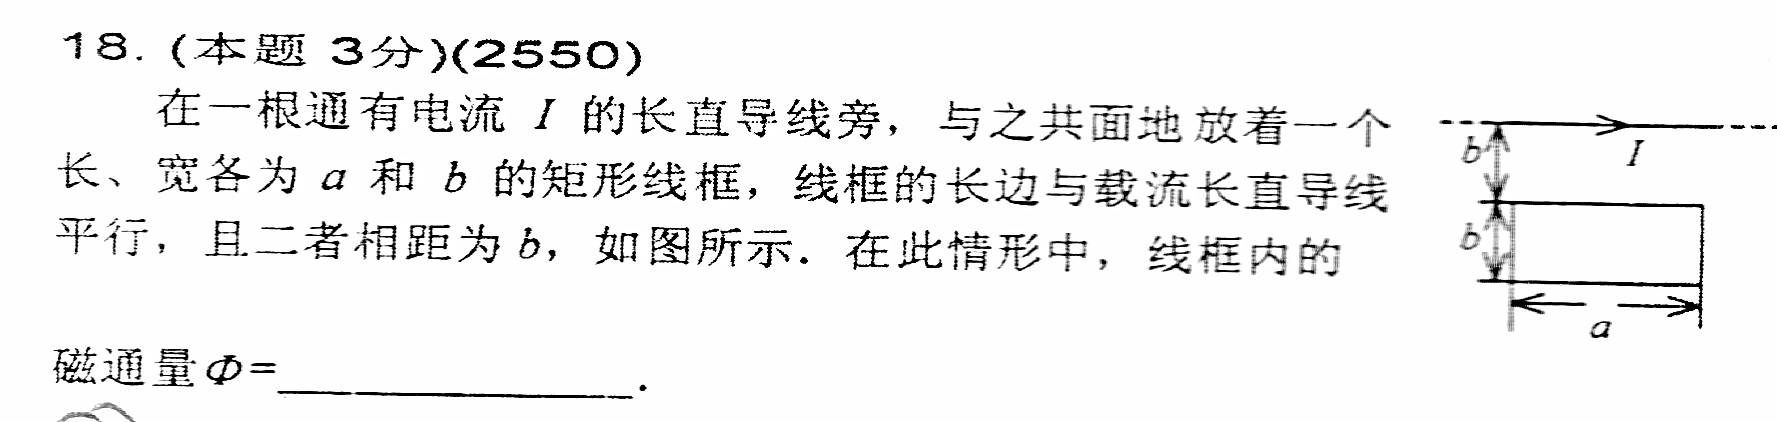 18. (本题 3分)(2550)
在一根通有电流 I 的长直导线旁，与之共面地放着一个
长、宽各为 a 和 b 的矩形线框，线框的长边与载流长直导线
平行，且二者相距为 b，如图所示．在此情形中，线框内的
磁通量Φ=____________．
b
I
b
a